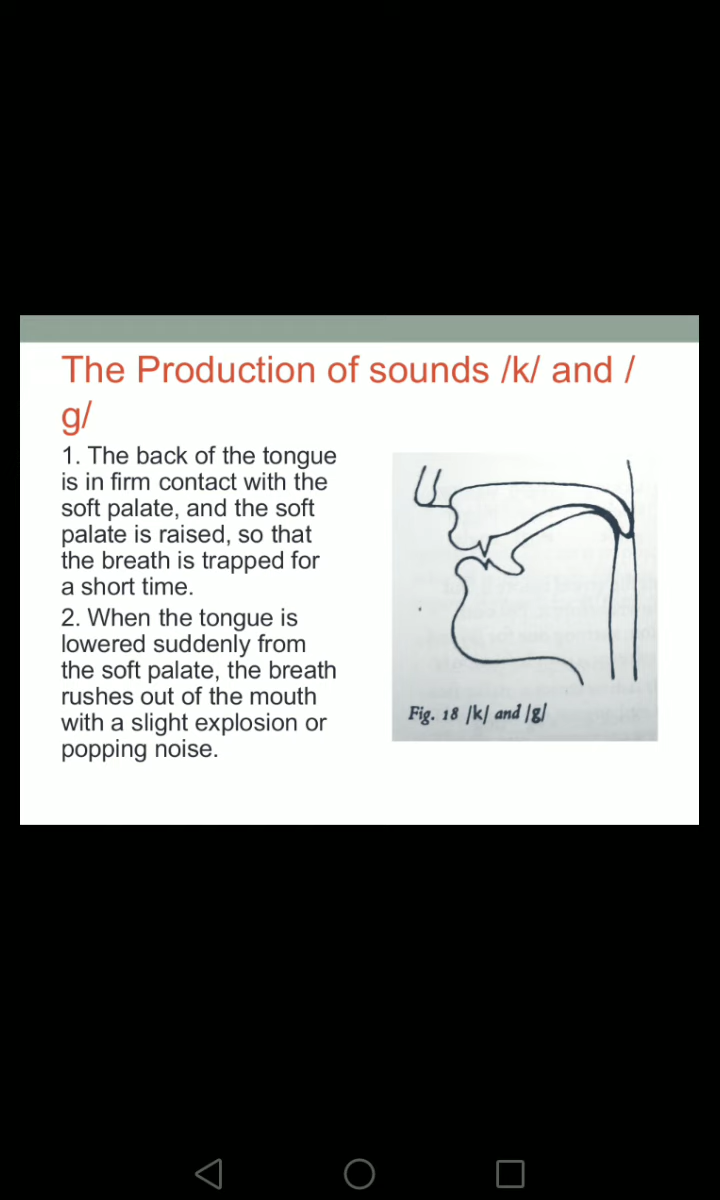 The Production of sounds /k/ and /
g/
1. The back of the tongue
is in firm contact with the
soft palate, and the soft
palate is raised, so that
the breath is trapped for
a short time.
2. When the tongue is
lowered suddenly from
the soft palate, the breath
rushes out of the mouth
with a slight explosion or
popping noise.
Fig. 18 /k/ and /g/